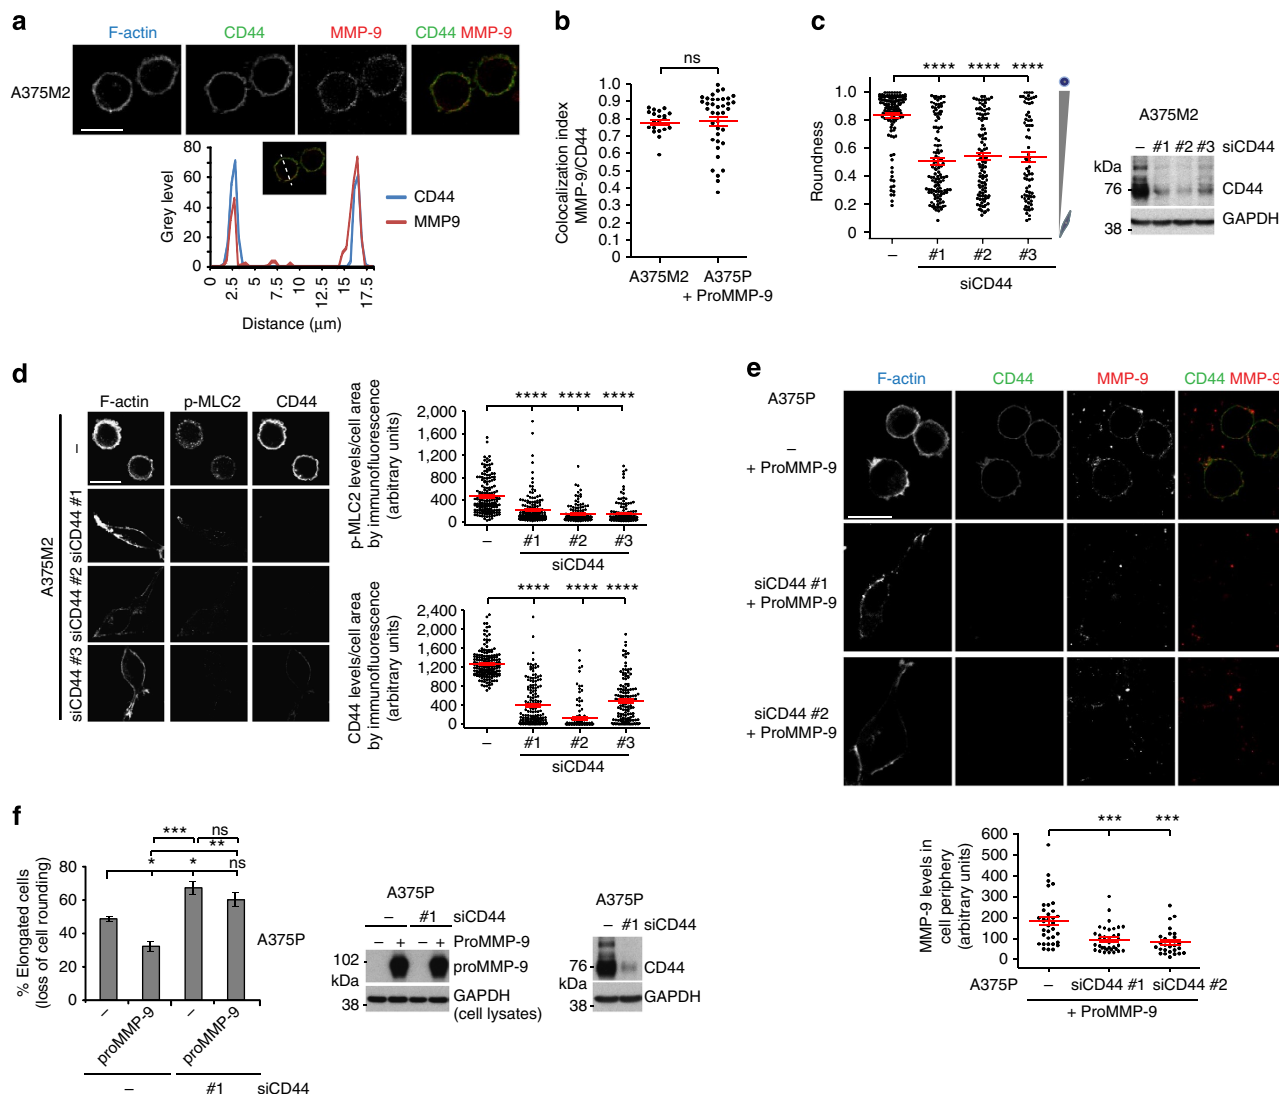 a
F-actin CD44 MMP-9 CD44 MMP-9
A375M2
80
60
40
20
0
Grey level
0 2.5 5 7.5 10 12.5 15 17.5
Distance (μm)
CD44
MMP9
b
ns
1.0
0.9
0.8
0.7
0.6
0.5
0.4
0.3
0.2
0.1
0
Colocalization index
MMP-9/CD44
A375M2 A375P
+ ProMMP-9
c
**** **** ****
1.0
0.8
0.6
0.4
0.2
0
Roundness
– #1 #2 #3
siCD44
A375M2
– #1 #2 #3 siCD44
kDa
76
CD44
38
GAPDH
d
F-actin p-MLC2 CD44
A375M2
–
siCD44 #1
siCD44 #2
siCD44 #3
p-MLC2 levels/cell area
by immunofluorescence
(arbitrary units)
**** **** ****
2,000
1,600
1,200
800
400
0
– #1 #2 #3
siCD44
CD44 levels/cell area
by immunofluorescence
(arbitrary units)
**** **** ****
2,400
2,000
1,600
1,200
800
400
0
– #1 #2 #3
siCD44
e
F-actin CD44 MMP-9 CD44 MMP-9
A375P
–
+ ProMMP-9
siCD44 #1
+ ProMMP-9
siCD44 #2
+ ProMMP-9
*** ***
600
500
400
300
200
100
0
MMP-9 levels in
cell periphery
(arbitrary units)
A375P – siCD44 #1 siCD44 #2
+ ProMMP-9
f
*** ns
**
* * ns
80
60
40
20
0
% Elongated cells
(loss of cell rounding)
A375P
– proMMP-9 – proMMP-9
– #1 siCD44
A375P
– #1 siCD44
– + – + ProMMP-9
102
kDa
proMMP-9
38
GAPDH
(cell lysates)
A375P
– #1 siCD44
76
kDa
CD44
38
GAPDH